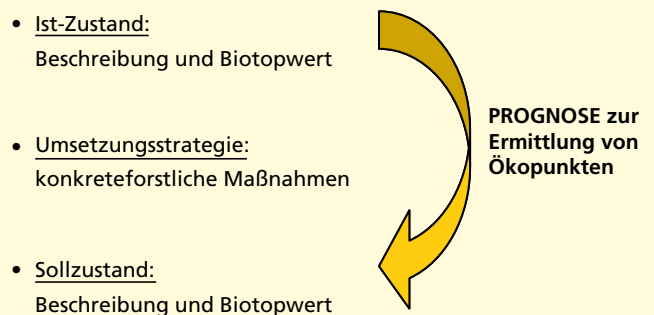 • Ist-Zustand:
Beschreibung und Biotopwert
• Umsetzungsstrategie:
konkreteforstliche Maßnahmen
• Sollzustand:
Beschreibung und Biotopwert
PROGNOSE zur
Ermittlung von
Ökopunkten